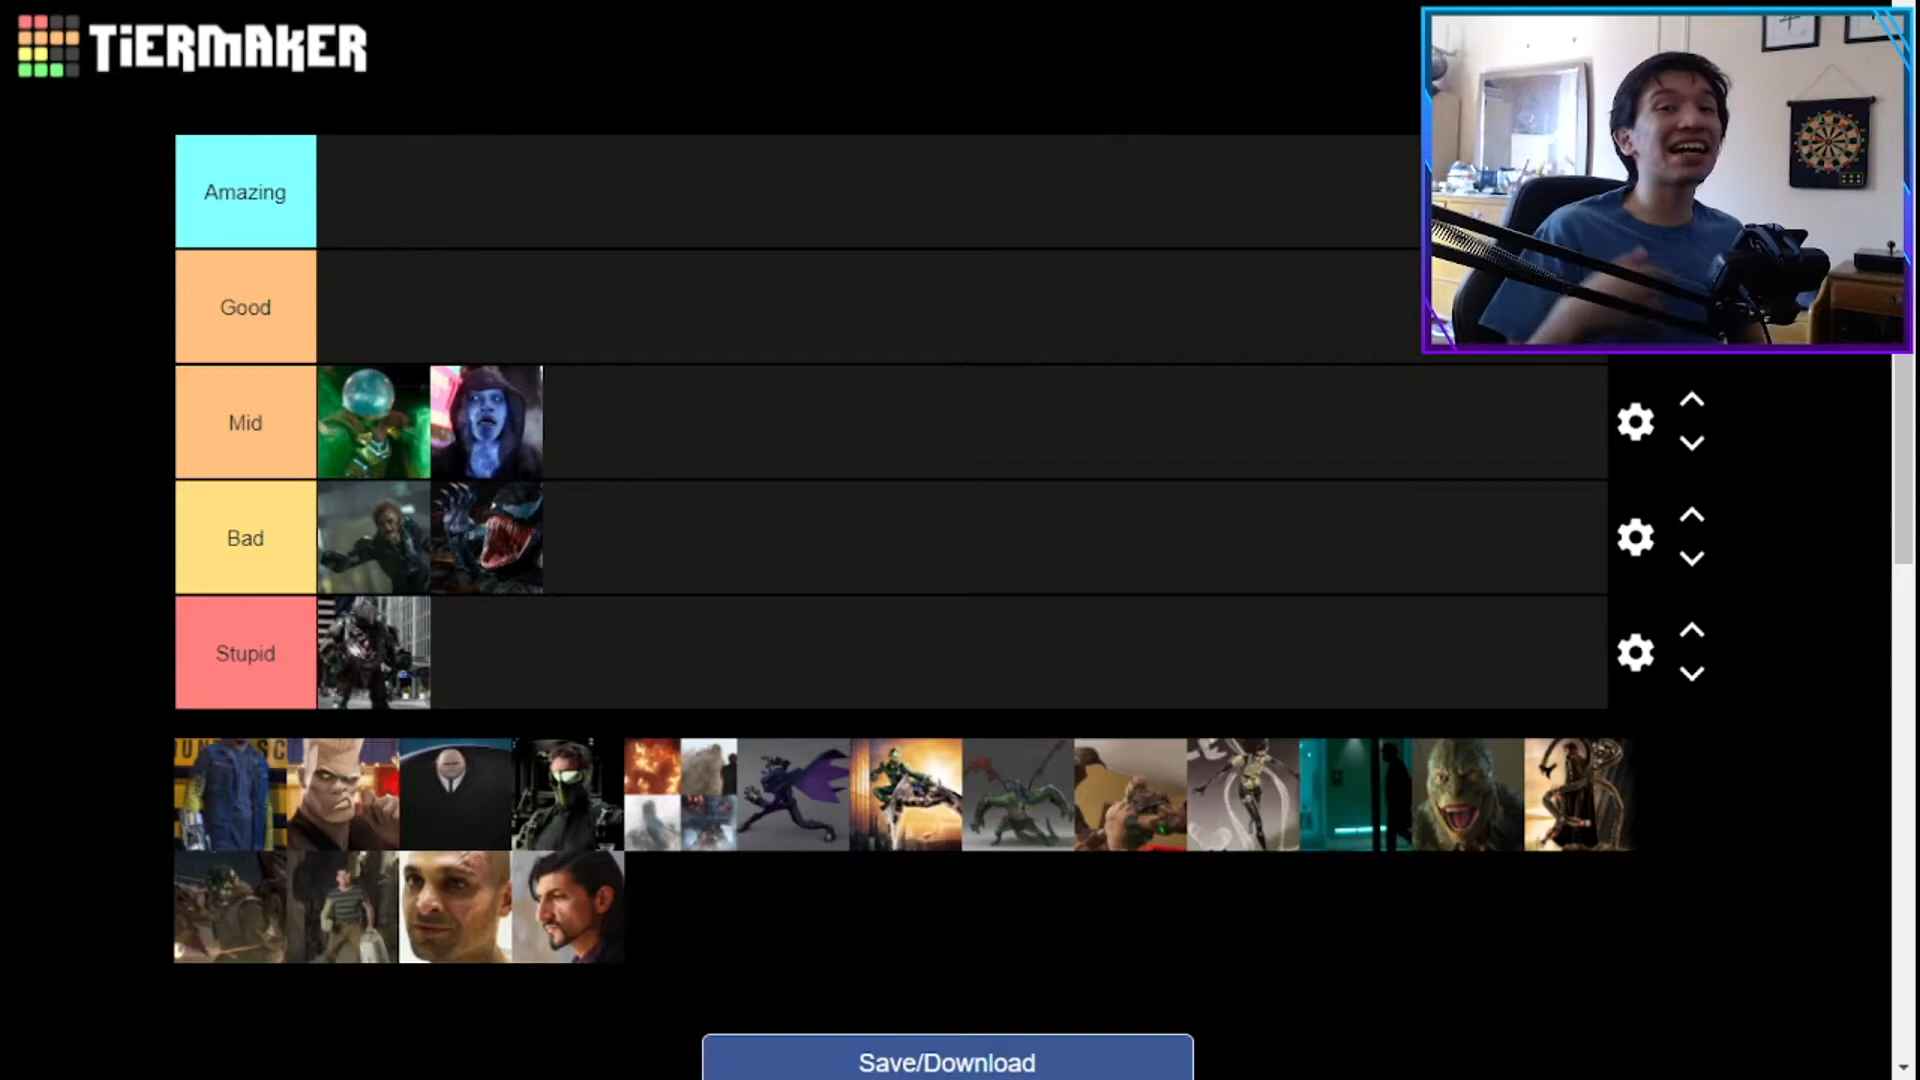 TIERMAKER
Amazing
Good
Mid
Bad
Stupid
Save/Download